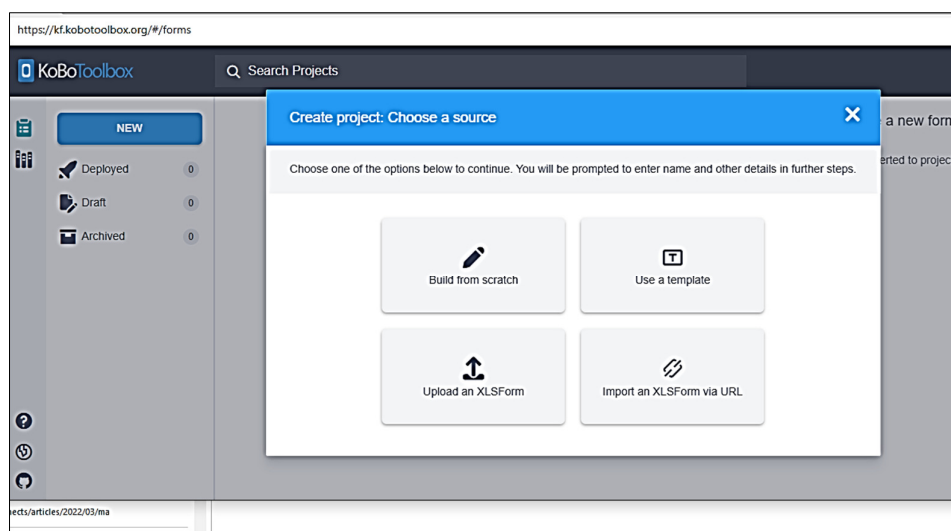 https://kf.kobotoolbox.org/#/forms
KoBoToolbox
Search Projects
NEW
Deployed 0
Draft 0
Archived 0
Create project: Choose a source
Choose one of the options below to continue. You will be prompted to enter name and other details in further steps.
Build from scratch
Use a template
Upload an XLSForm
Import an XLSForm via URL
a new form
erted to projec
ects/articles/2022/03/ma